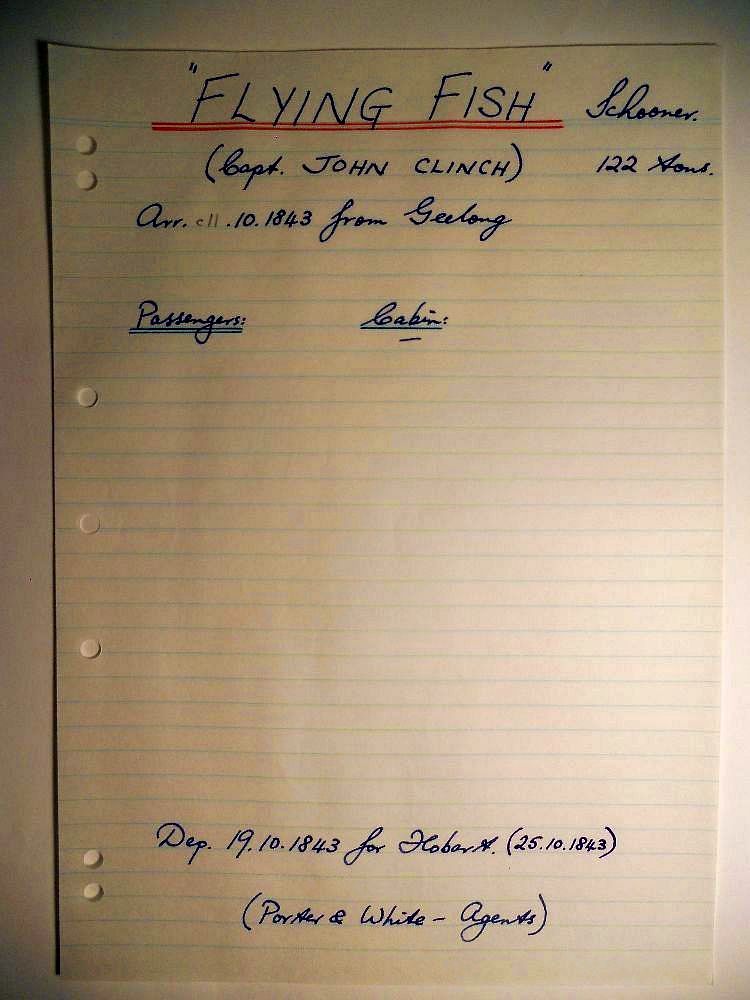 "FLYING FISH" Schooner.
(Capt. JOHN CLINCH) 122 tons.
Arr. c11.10.1843 from Geelong
Passengers: Cabin:
Dep. 19.10.1843 for Hobart. (25.10.1843)
(Porter & White - Agents)